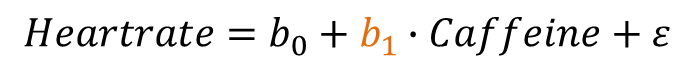 Heartrate = b₀ + b₁ · Caffeine + ε